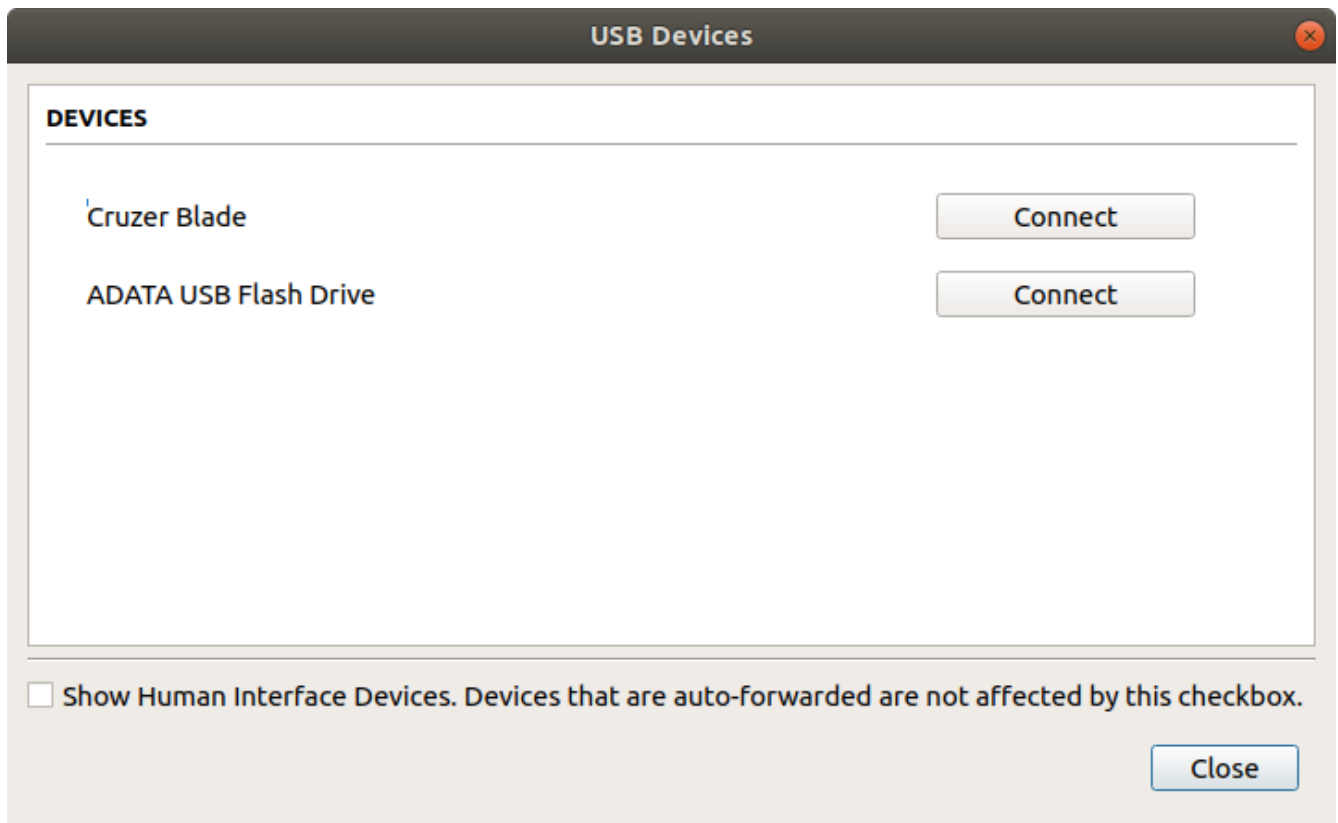 USB Devices
DEVICES
Cruzer Blade
Connect
ADATA USB Flash Drive
Connect
Show Human Interface Devices. Devices that are auto-forwarded are not affected by this checkbox.
Close